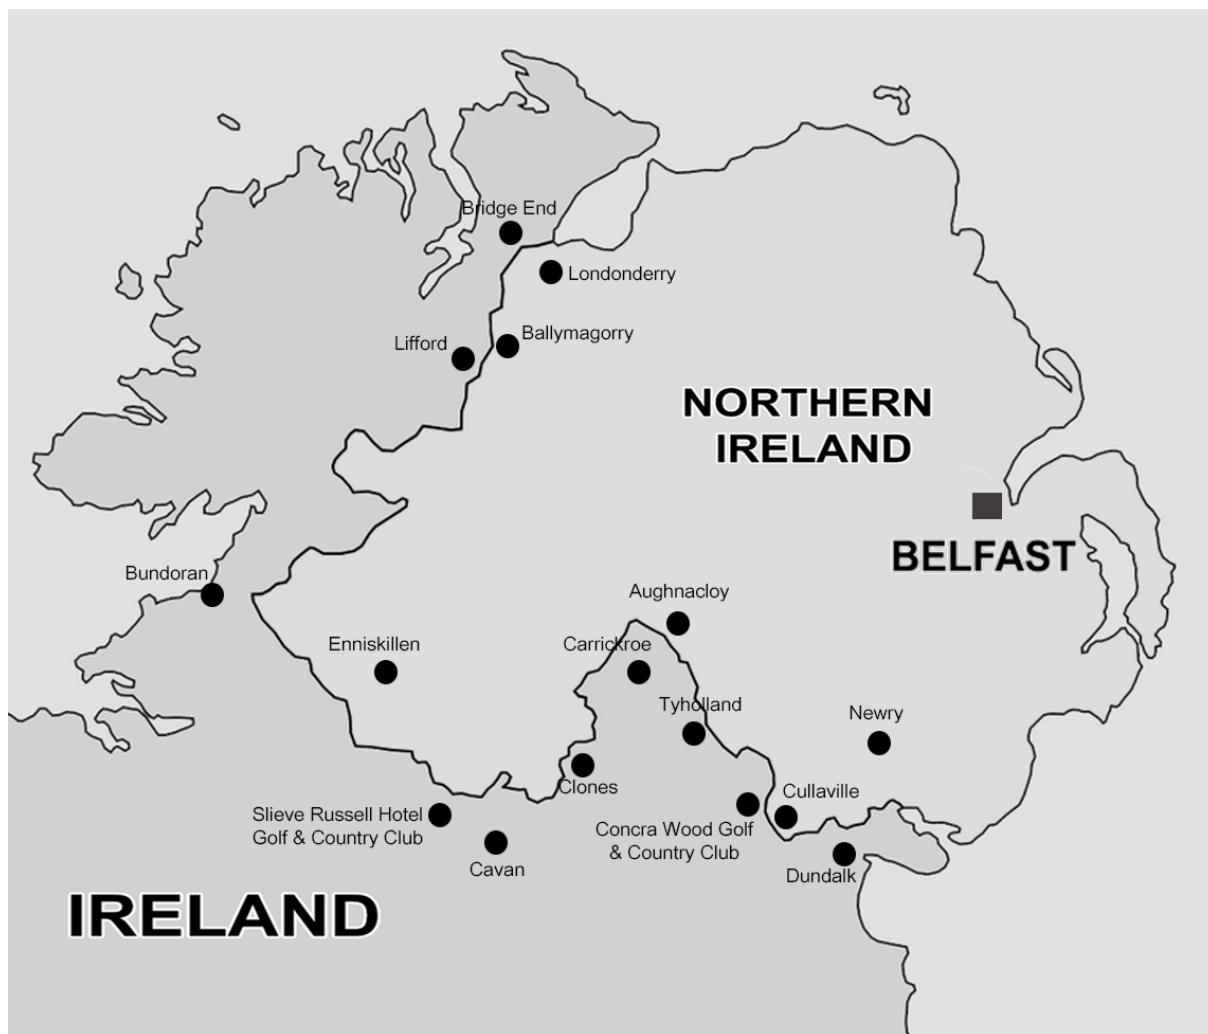 Bridge End
Londonderry
Ballymagorry
Lifford
NORTHERN
IRELAND
BELFAST
Bundoran
Aughnacloy
Enniskillen
Carrickroe
Tyholland
Newry
Clones
Cullaville
Slieve Russell Hotel
Golf & Country Club
Concra Wood Golf
& Country Club
Cavan
Dundalk
IRELAND